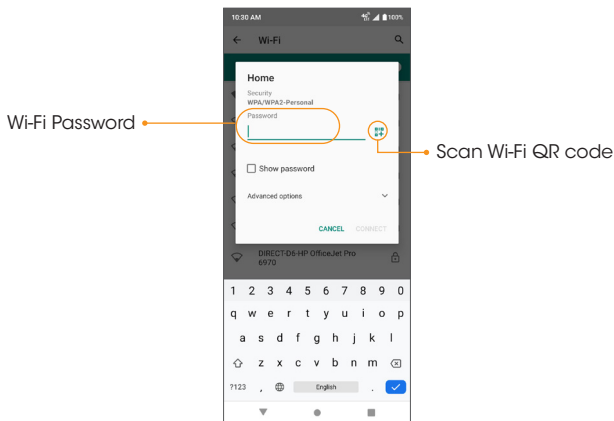 10:30 AM 4G 100%
Wi-Fi
Home
Security
WPA/WPA2-Personal
Password
Wi-Fi Password
Scan Wi-Fi QR code
Show password
Advanced options
CANCEL CONNECT
DIRECT-D6-HP OfficeJet Pro
6970
1 2 3 4 5 6 7 8 9 0
q w e r t y u i o p
a s d f g h j k l
z x c v b n m
?123 , English .